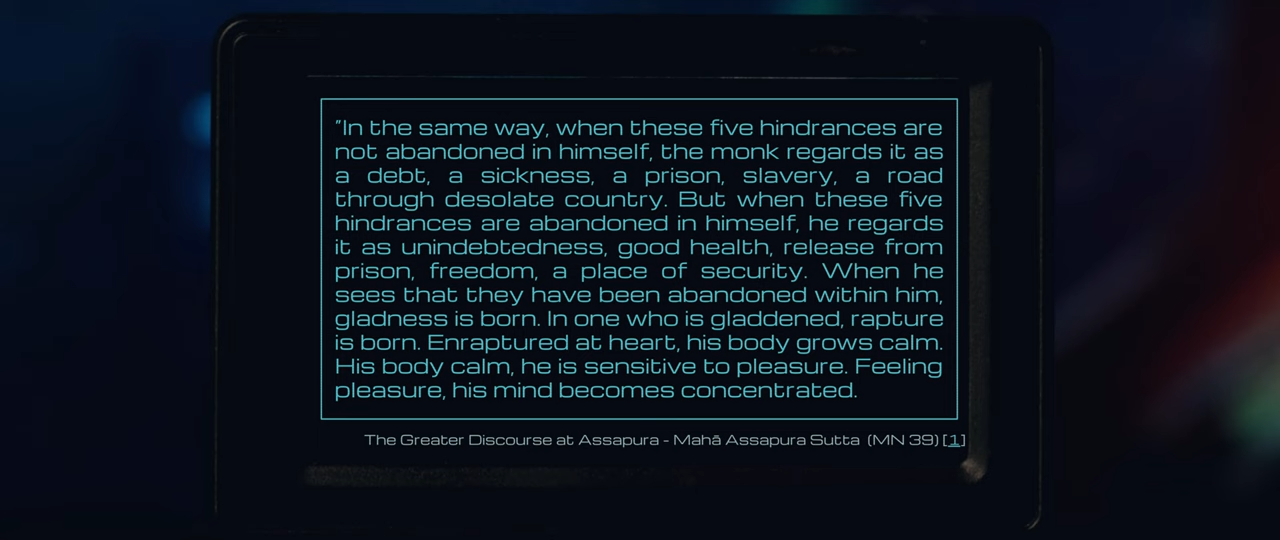 "In the same way, when these five hindrances are
not abandoned in himself, the monk regards it as
a debt, a sickness, a prison, slavery, a road
through desolate country. But when these five
hindrances are abandoned in himself, he regards
it as unindebtedness, good health, release from
prison, freedom, a place of security. When he
sees that they have been abandoned within him,
gladness is born. In one who is gladdened, rapture
is born. Enraptured at heart, his body grows calm.
His body calm, he is sensitive to pleasure. Feeling
pleasure, his mind becomes concentrated.
The Greater Discourse at Assapura - Mahā Assapura Sutta (MN 39) [1]